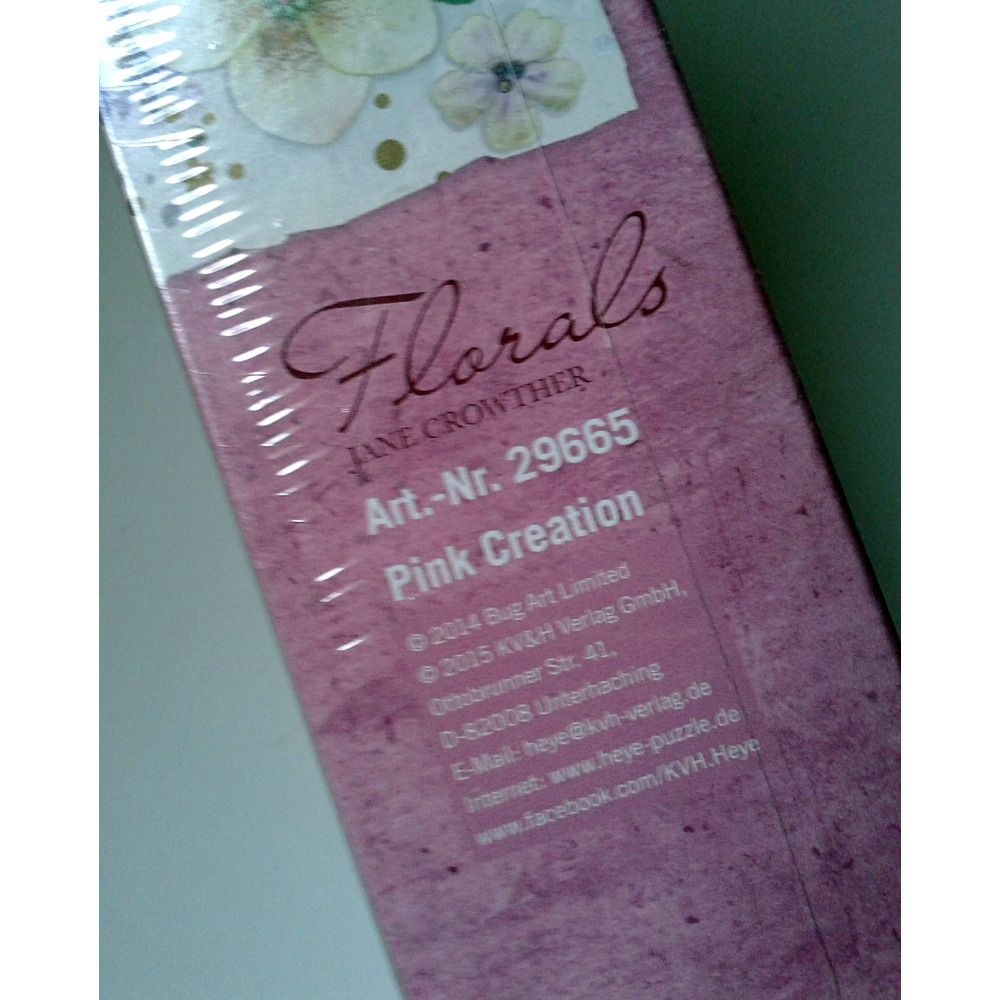 Florals
JANE CROWTHER
Art.-Nr. 29665
Pink Creation
© 2014 Bug Art Limited
© 2015 KV&H Verlag GmbH,
Ottobrunner Str. 41,
D-82008 Unterhaching
E-Mail: heye@kvh-verlag.de
Internet: www.heye-puzzle.de
www.facebook.com/KVH.Heye